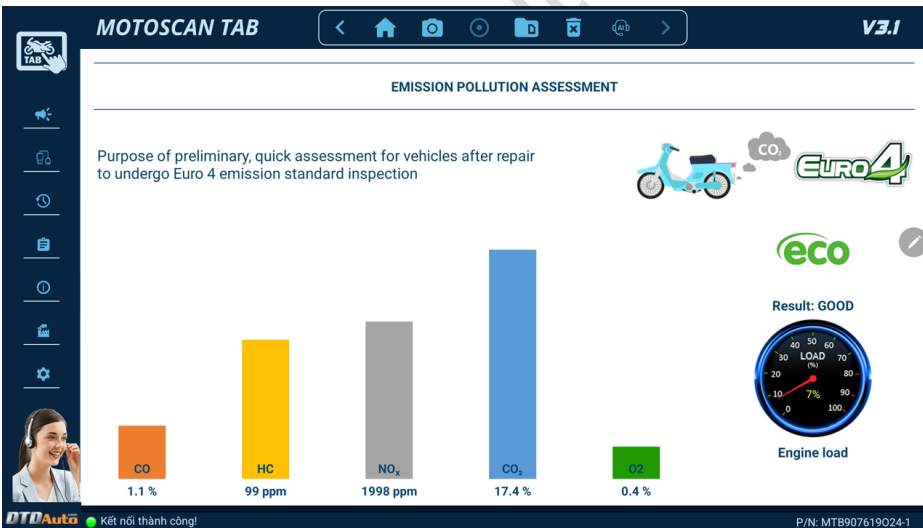 MOTOSCAN TAB
V3.1
TAB
AI
EMISSION POLLUTION ASSESSMENT
Purpose of preliminary, quick assessment for vehicles after repair
to undergo Euro 4 emission standard inspection
CO₂
EURO4
eco
Result: GOOD
40 50 60
30 LOAD 70
(%)
20 80
10 7% 90
0 100
Engine load
CO HC NOₓ CO₂ O2
1.1 % 99 ppm 1998 ppm 17.4 % 0.4 %
DTDAuto.com
Kết nối thành công!
P/N: MTB907619O24-1